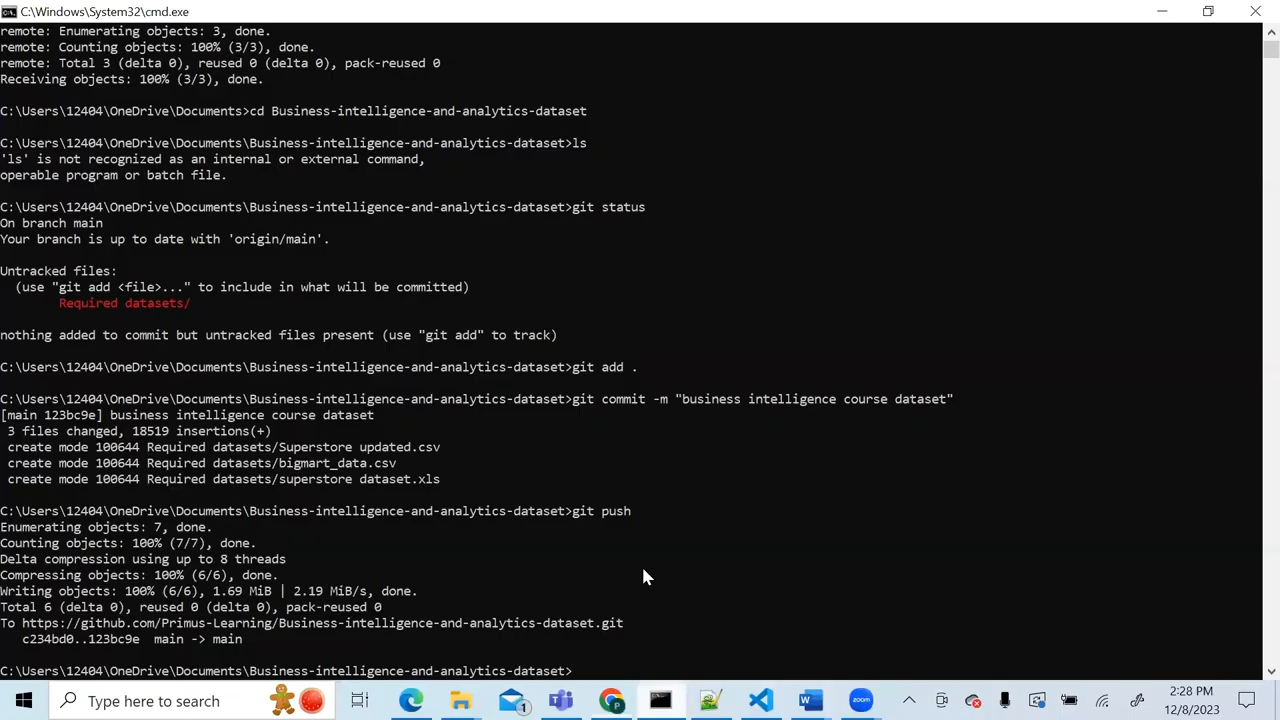 C:\Windows\System32\cmd.exe
remote: Enumerating objects: 3, done.
remote: Counting objects: 100% (3/3), done.
remote: Total 3 (delta 0), reused 0 (delta 0), pack-reused 0
Receiving objects: 100% (3/3), done.
C:\Users\12404\OneDrive\Documents>cd Business-intelligence-and-analytics-dataset
C:\Users\12404\OneDrive\Documents\Business-intelligence-and-analytics-dataset>ls
'ls' is not recognized as an internal or external command,
operable program or batch file.
C:\Users\12404\OneDrive\Documents\Business-intelligence-and-analytics-dataset>git status
On branch main
Your branch is up to date with 'origin/main'.
Untracked files:
(use "git add <file>..." to include in what will be committed)
Required datasets/
nothing added to commit but untracked files present (use "git add" to track)
C:\Users\12404\OneDrive\Documents\Business-intelligence-and-analytics-dataset>git add .
C:\Users\12404\OneDrive\Documents\Business-intelligence-and-analytics-dataset>git commit -m "business intelligence course dataset"
[main 123bc9e] business intelligence course dataset
3 files changed, 18519 insertions(+)
create mode 100644 Required datasets/Superstore updated.csv
create mode 100644 Required datasets/bigmart_data.csv
create mode 100644 Required datasets/superstore dataset.xls
C:\Users\12404\OneDrive\Documents\Business-intelligence-and-analytics-dataset>git push
Enumerating objects: 7, done.
Counting objects: 100% (7/7), done.
Delta compression using up to 8 threads
Compressing objects: 100% (6/6), done.
Writing objects: 100% (6/6), 1.69 MiB | 2.19 MiB/s, done.
Total 6 (delta 0), reused 0 (delta 0), pack-reused 0
To https://github.com/Primus-Learning/Business-intelligence-and-analytics-dataset.git
c234bd0..123bc9e  main -> main
C:\Users\12404\OneDrive\Documents\Business-intelligence-and-analytics-dataset>
Type here to search
1
P
W
zoom
2:28 PM
12/8/2023